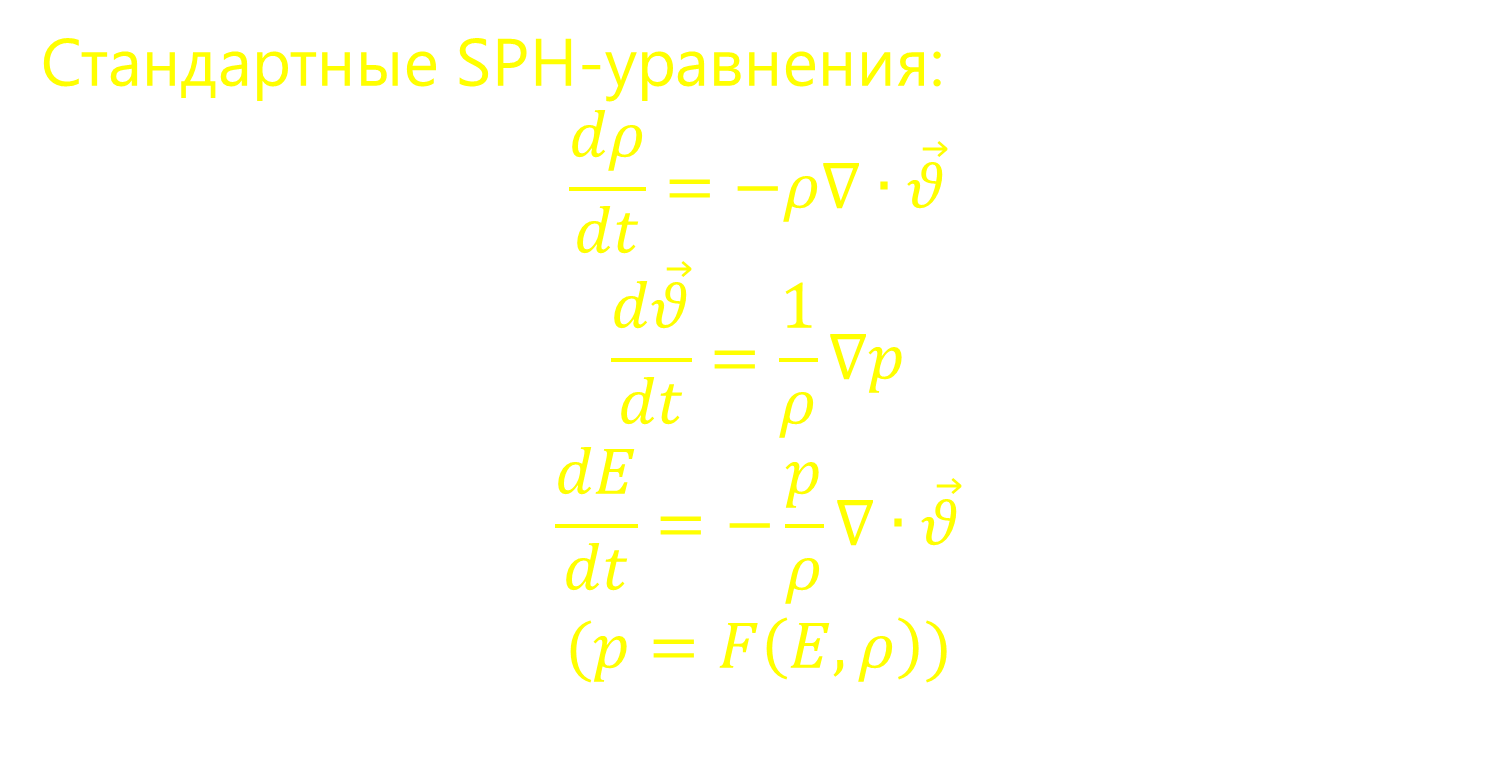 Стандартные SPH-уравнения:
dρ/dt = −ρ∇·ϑ⃗
dϑ⃗/dt = 1/ρ ∇p
dE/dt = −p/ρ ∇·ϑ⃗
(p = F(E, ρ))